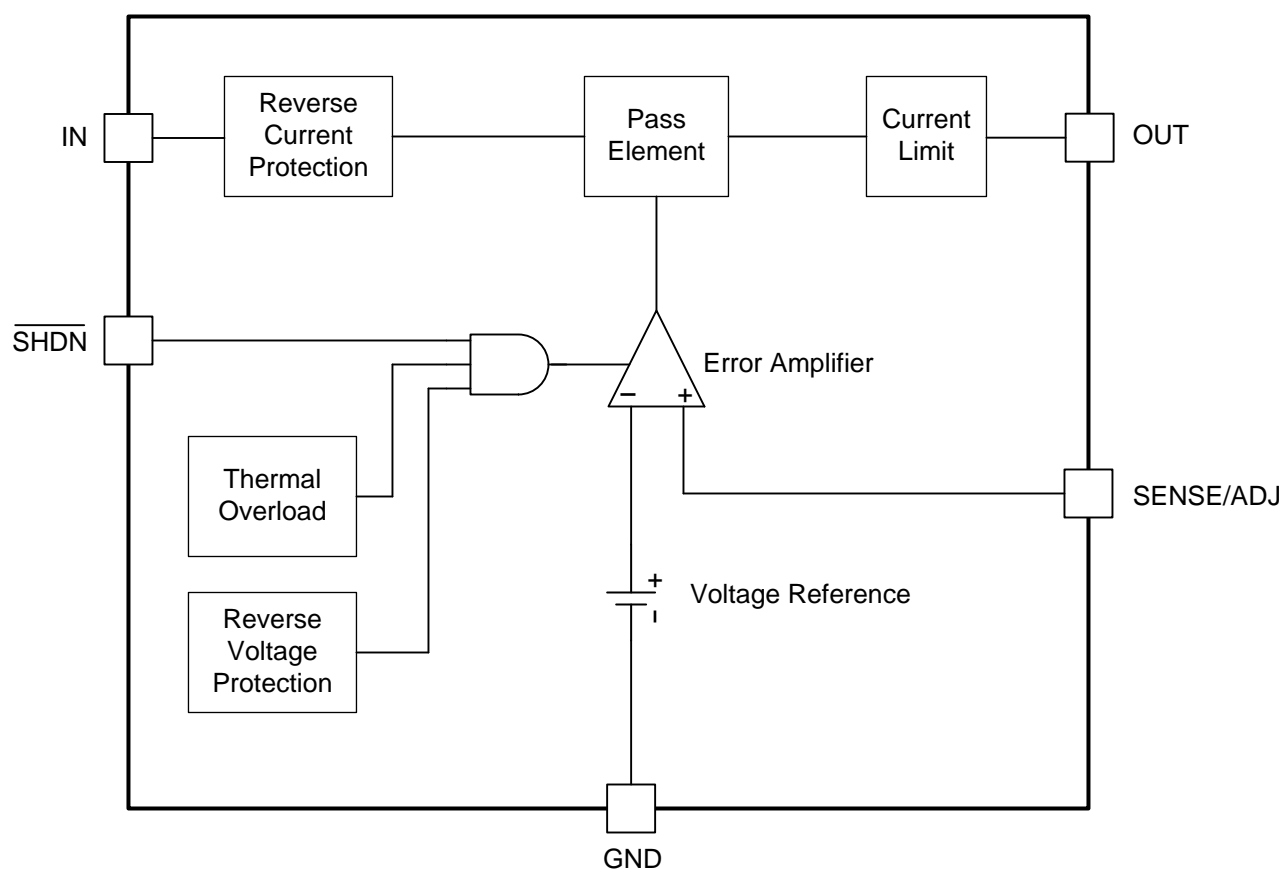 Reverse
Current
Protection
Pass
Element
Current
Limit
IN
OUT
SHDN
Error Amplifier
− +
Thermal
Overload
SENSE/ADJ
+
Voltage Reference
−
Reverse
Voltage
Protection
GND